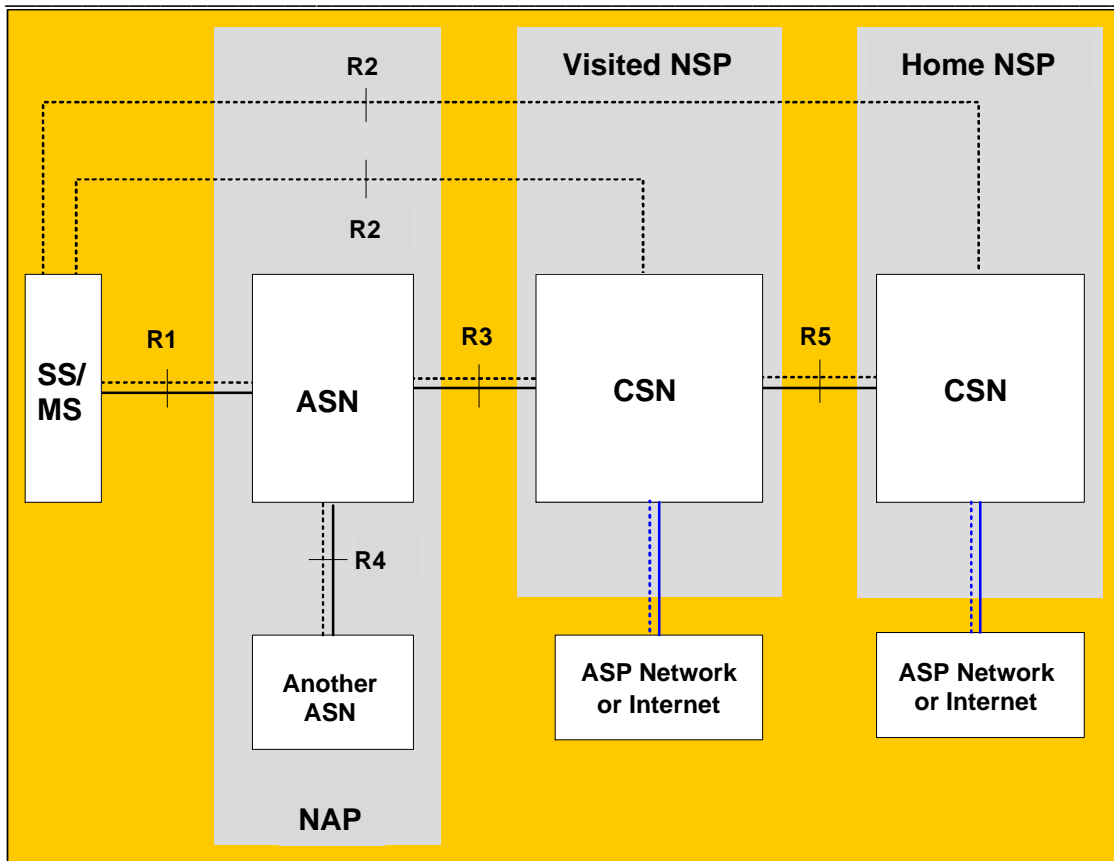 R2
Visited NSP
Home NSP
R2
R1
R3
R5
SS/
MS
ASN
CSN
CSN
R4
Another
ASN
ASP Network
or Internet
ASP Network
or Internet
NAP